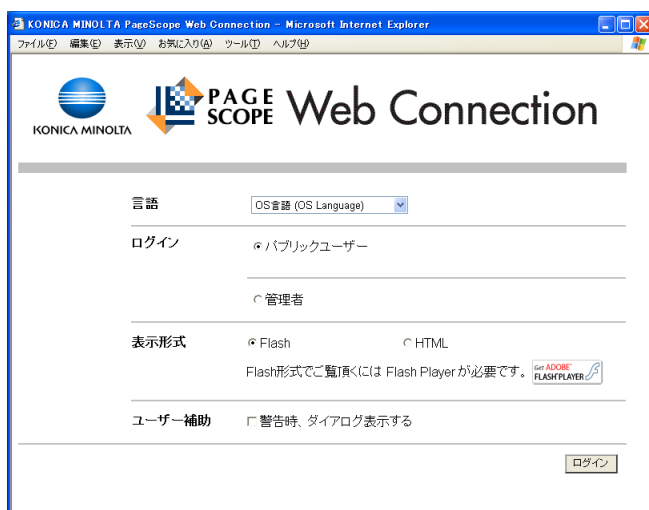 KONICA MINOLTA PageScope Web Connection - Microsoft Internet Explorer
ファイル(F) 編集(E) 表示(V) お気に入り(A) ツール(T) ヘルプ(H)
KONICA MINOLTA
PAGE SCOPE Web Connection
言語 OS言語 (OS Language)
ログイン パブリックユーザー
管理者
表示形式 Flash HTML
Flash形式でご覧頂くには Flash Playerが必要です。 Get ADOBE FLASH PLAYER
ユーザー補助 警告時、ダイアログ表示する
ログイン